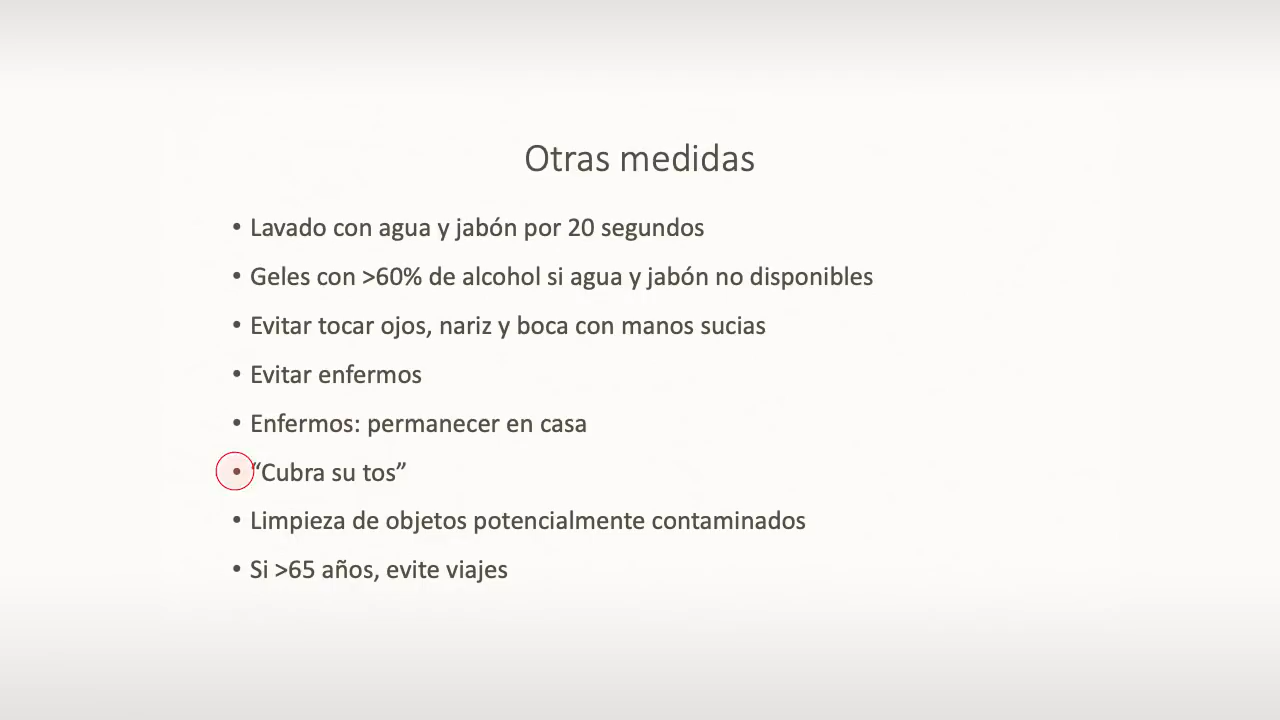 Otras medidas
• Lavado con agua y jabón por 20 segundos
• Geles con >60% de alcohol si agua y jabón no disponibles
• Evitar tocar ojos, nariz y boca con manos sucias
• Evitar enfermos
• Enfermos: permanecer en casa
• “Cubra su tos”
• Limpieza de objetos potencialmente contaminados
• Si >65 años, evite viajes